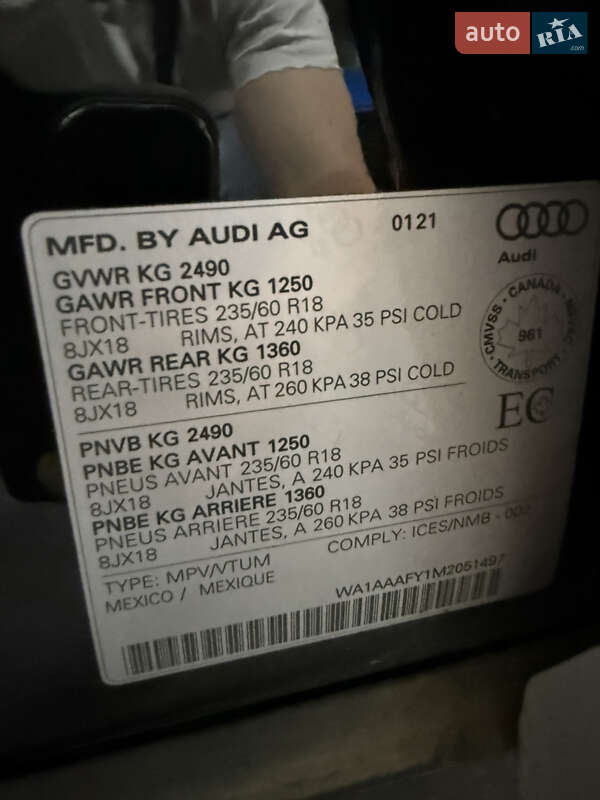 auto RIA .com
MFD. BY AUDI AG 0121
Audi
GVWR KG 2490
GAWR FRONT KG 1250
FRONT-TIRES 235/60 R18
8JX18 RIMS, AT 240 KPA 35 PSI COLD
GAWR REAR KG 1360
REAR-TIRES 235/60 R18
8JX18 RIMS, AT 260 KPA 38 PSI COLD
CMVSS · CANADA · NSVAC
961
TRANSPORT
EC
PNVB KG 2490
PNBE KG AVANT 1250
PNEUS AVANT 235/60 R18
8JX18 JANTES, A 240 KPA 35 PSI FROIDS
PNBE KG ARRIERE 1360
PNEUS ARRIERE 235/60 R18
8JX18 JANTES, A 260 KPA 38 PSI FROIDS
TYPE: MPV/VTUM COMPLY: ICES/NMB -
MEXICO / MEXIQUE
WA1AAAFY1M2051497